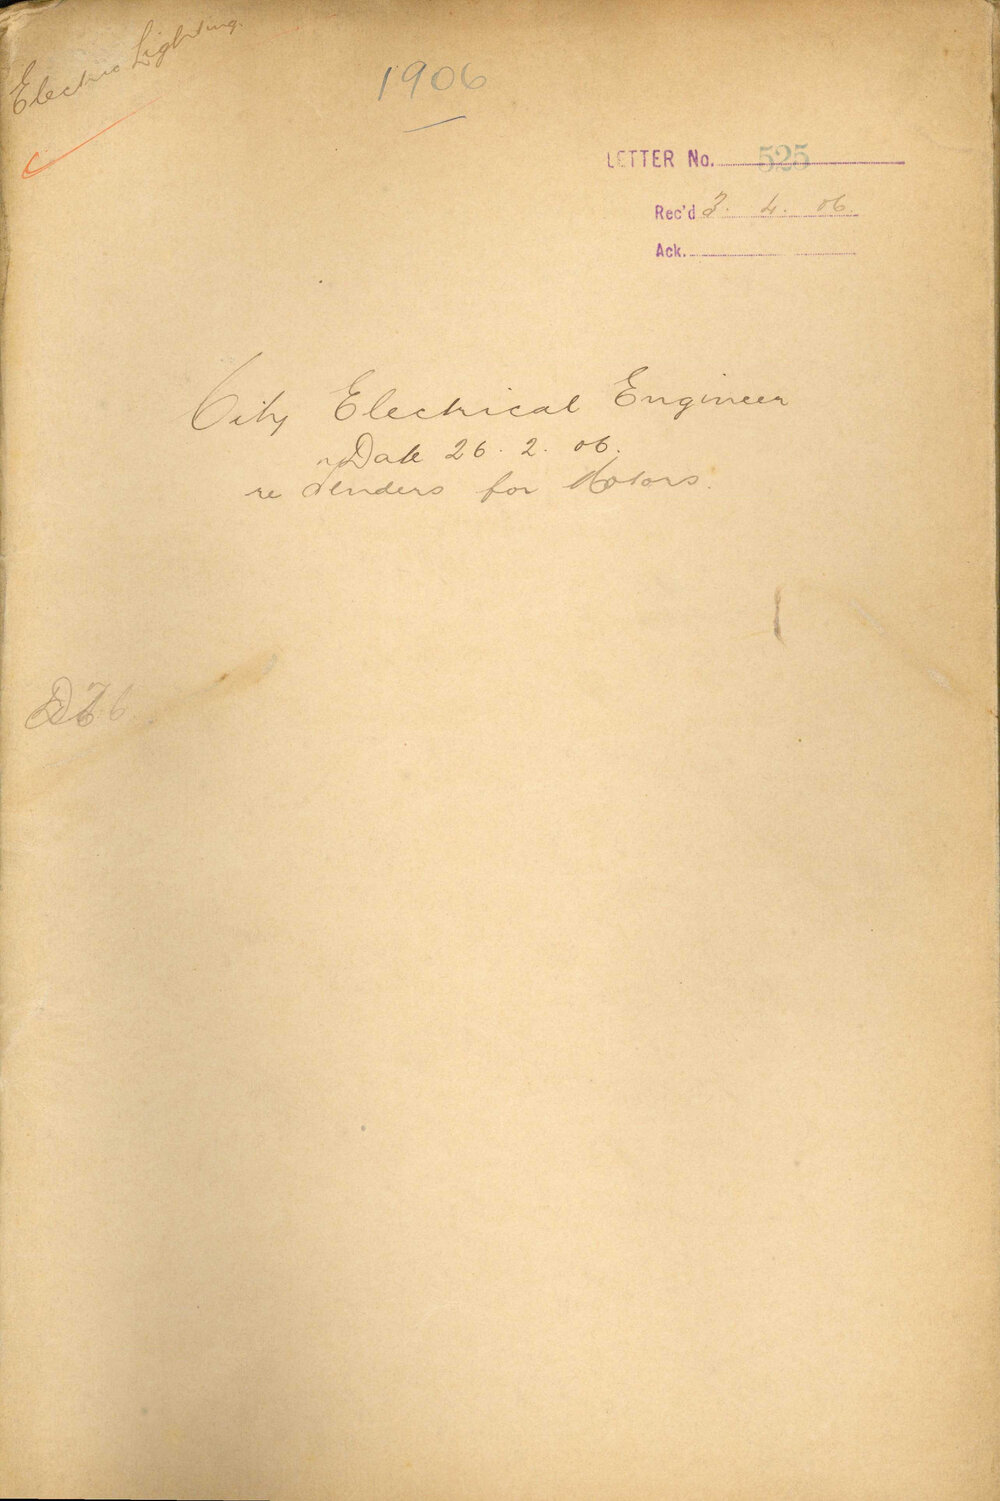 Electric Lighting.
1906
LETTER No. 525
Rec'd 3. 4. 06.
Ack.
City Electrical Engineer
Date 26. 2. 06.
re Tenders for Motors.